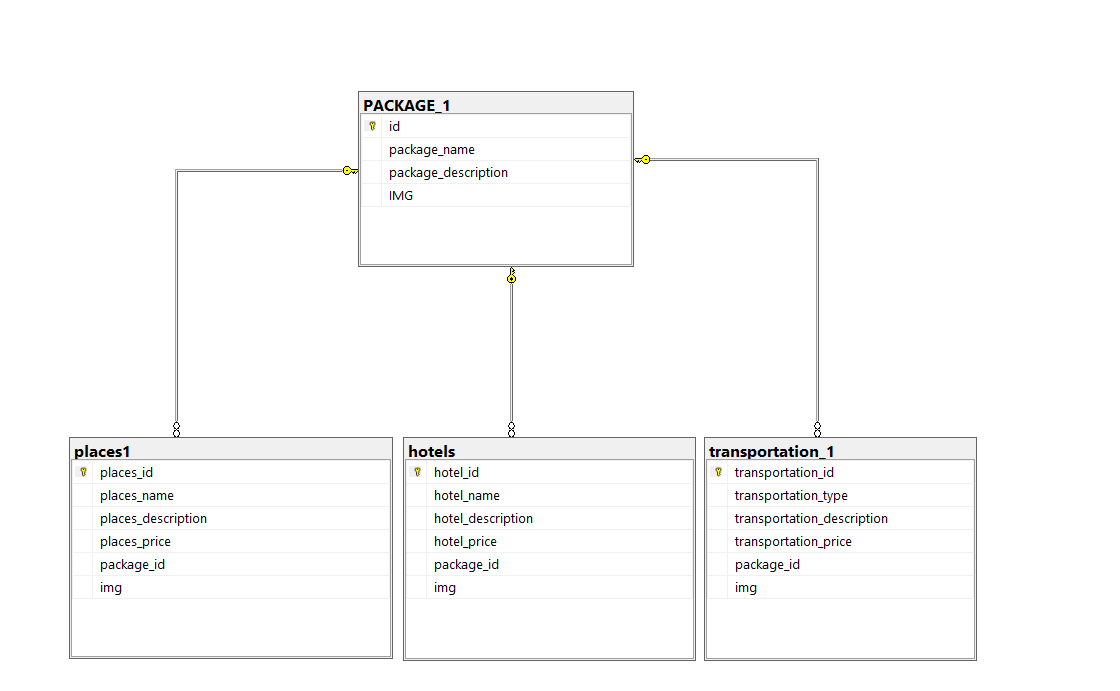 PACKAGE_1
id
package_name
package_description
IMG
places1
places_id
places_name
places_description
places_price
package_id
img
hotels
hotel_id
hotel_name
hotel_description
hotel_price
package_id
img
transportation_1
transportation_id
transportation_type
transportation_description
transportation_price
package_id
img